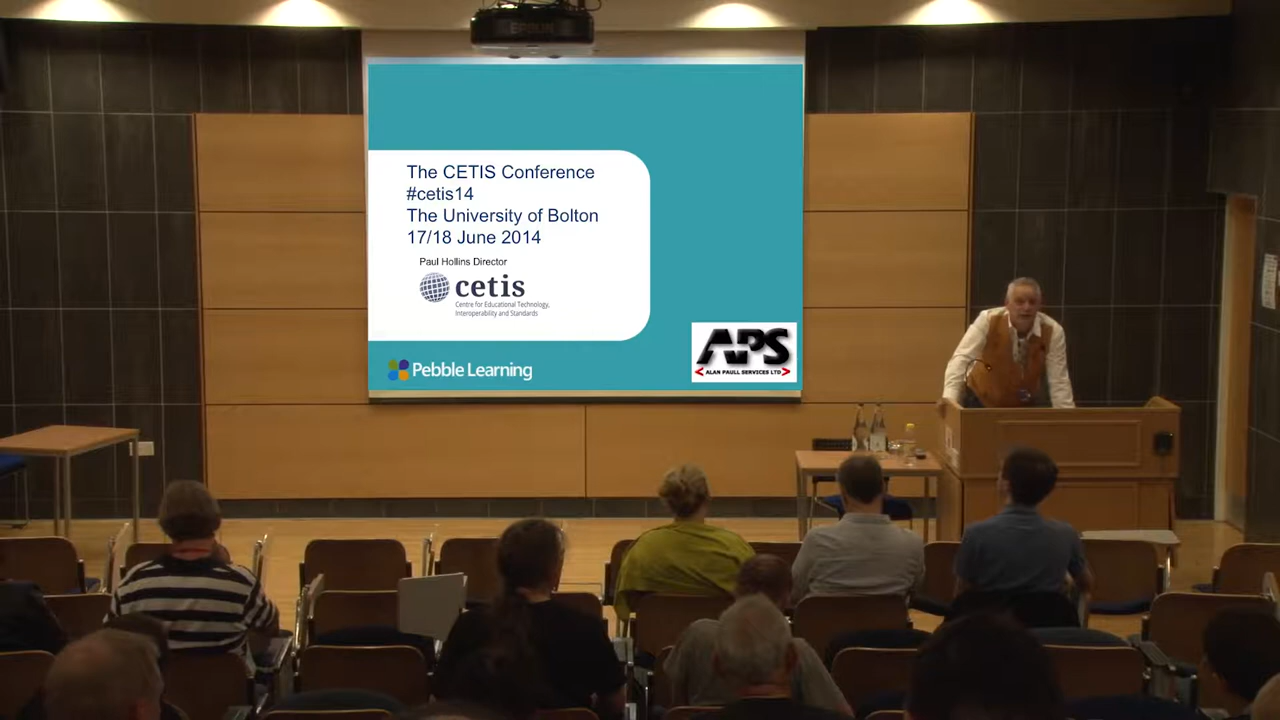 EPSON
The CETIS Conference
#cetis14
The University of Bolton
17/18 June 2014
Paul Hollins Director
cetis
Centre for Educational Technology,
Interoperability and Standards
Pebble Learning
APS
< ALAN PAULL SERVICES LTD >